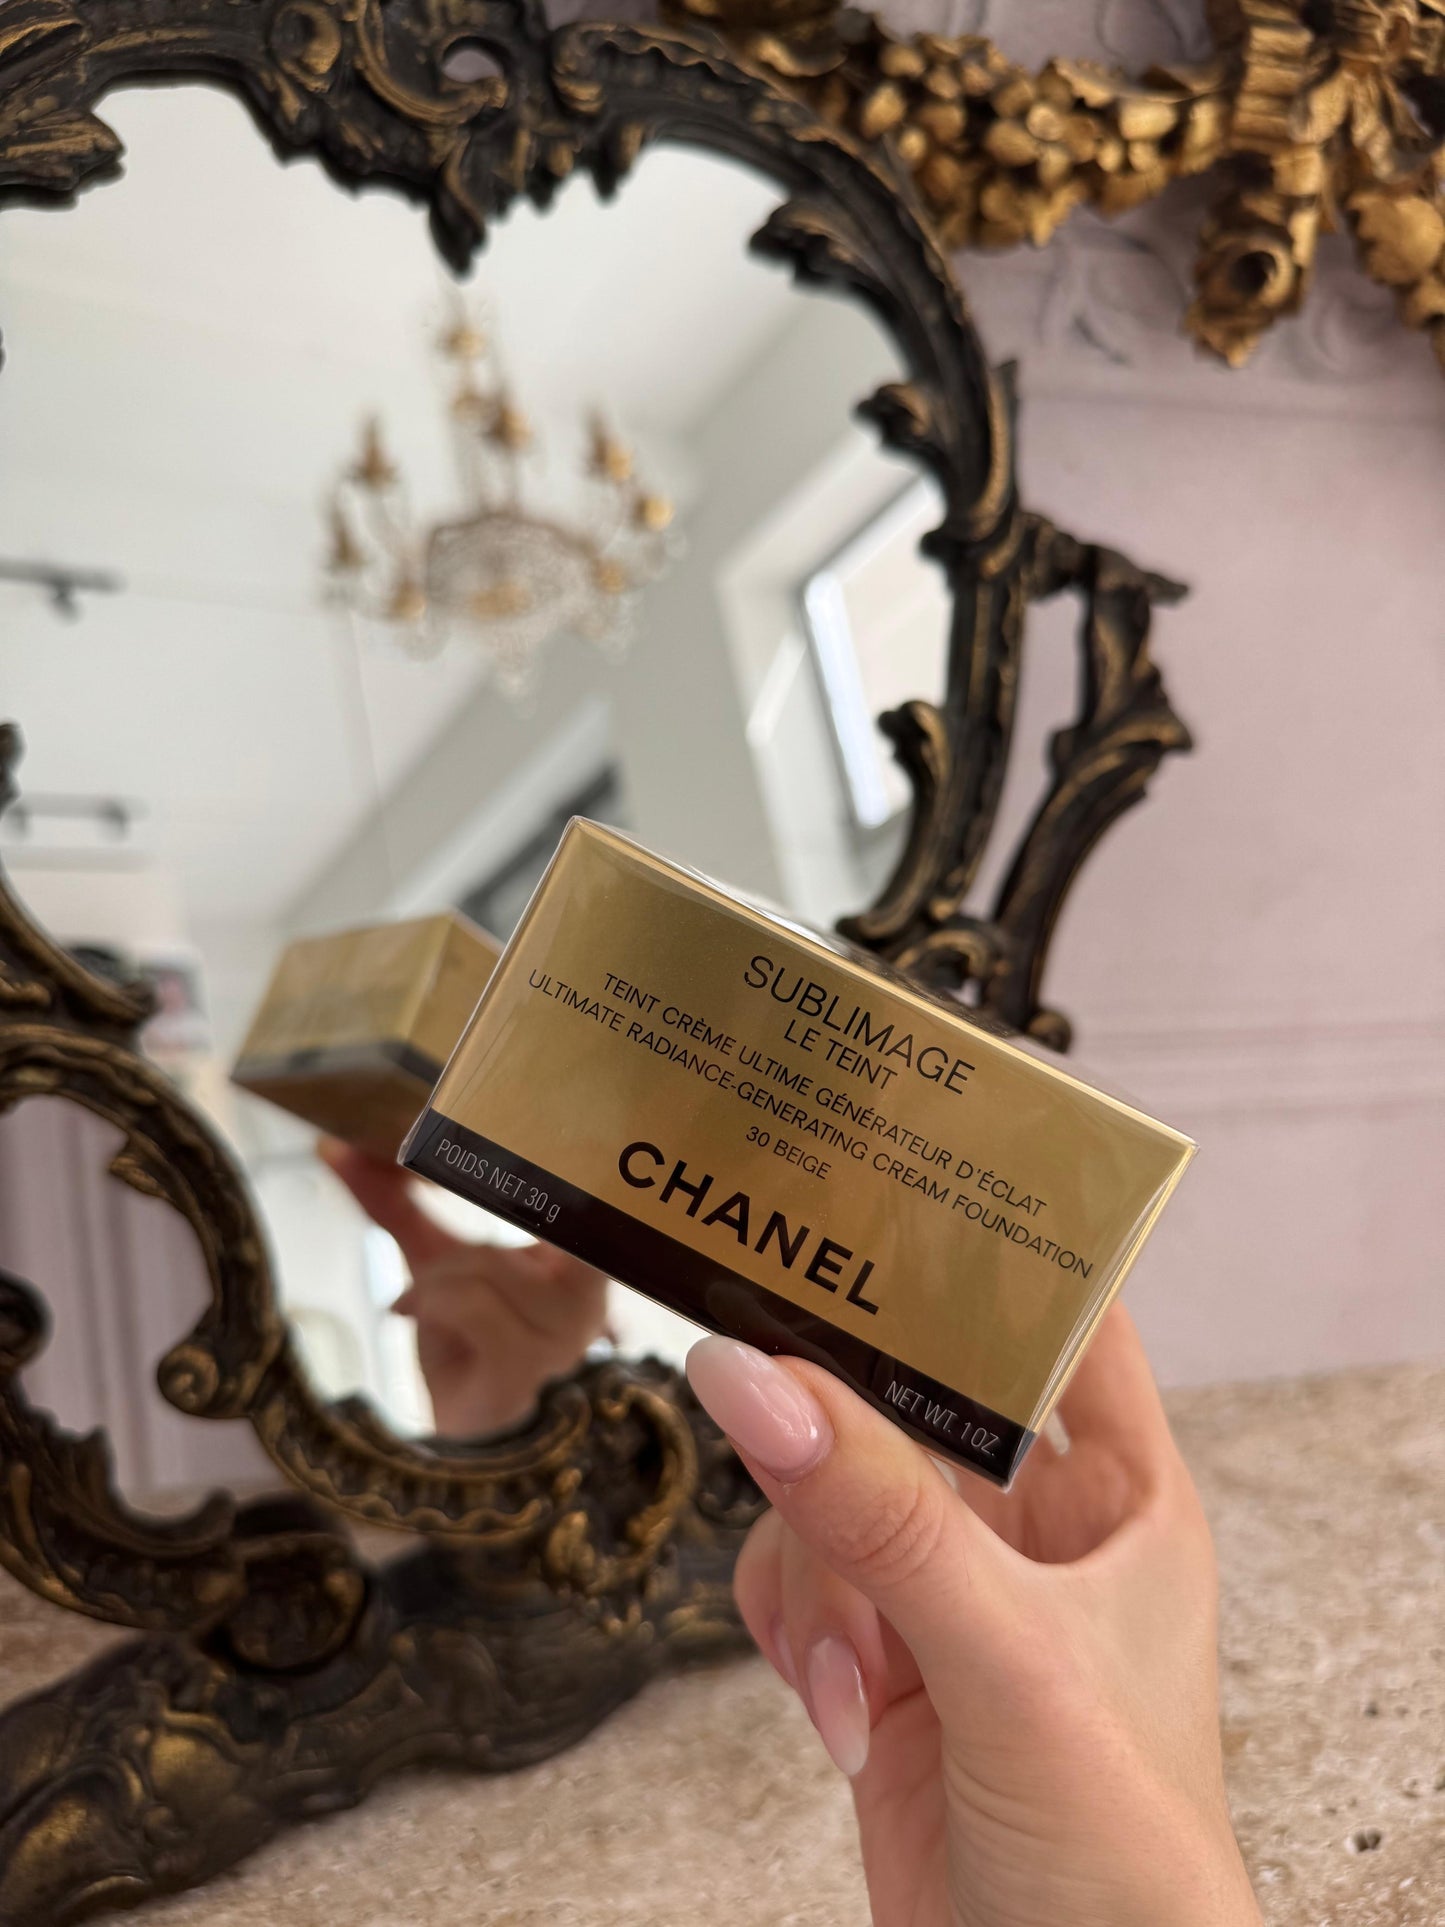 SUBLIMAGE
LE TEINT
TEINT CRÈME ULTIME GÉNÉRATEUR D'ÉCLAT
ULTIMATE RADIANCE-GENERATING CREAM FOUNDATION
30 BEIGE
CHANEL
POIDS NET 30 g
NET WT. 1 OZ.